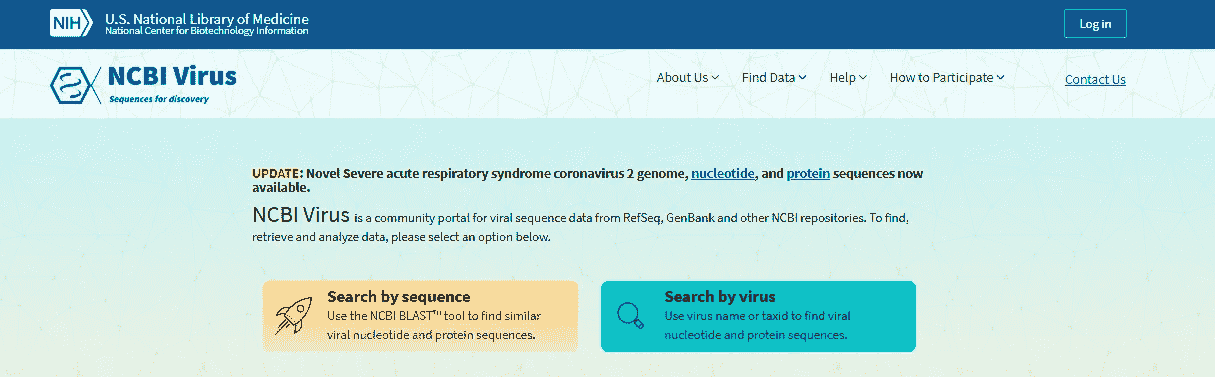 NIH
U.S. National Library of Medicine
National Center for Biotechnology Information
Log in
NCBI Virus
Sequences for discovery
About Us
Find Data
Help
How to Participate
Contact Us
UPDATE: Novel Severe acute respiratory syndrome coronavirus 2 genome, nucleotide, and protein sequences now
available.
NCBI Virus is a community portal for viral sequence data from RefSeq, GenBank and other NCBI repositories. To find,
retrieve and analyze data, please select an option below.
Search by sequence
Use the NCBI BLAST™ tool to find similar
viral nucleotide and protein sequences.
Search by virus
Use virus name or taxid to find viral
nucleotide and protein sequences.